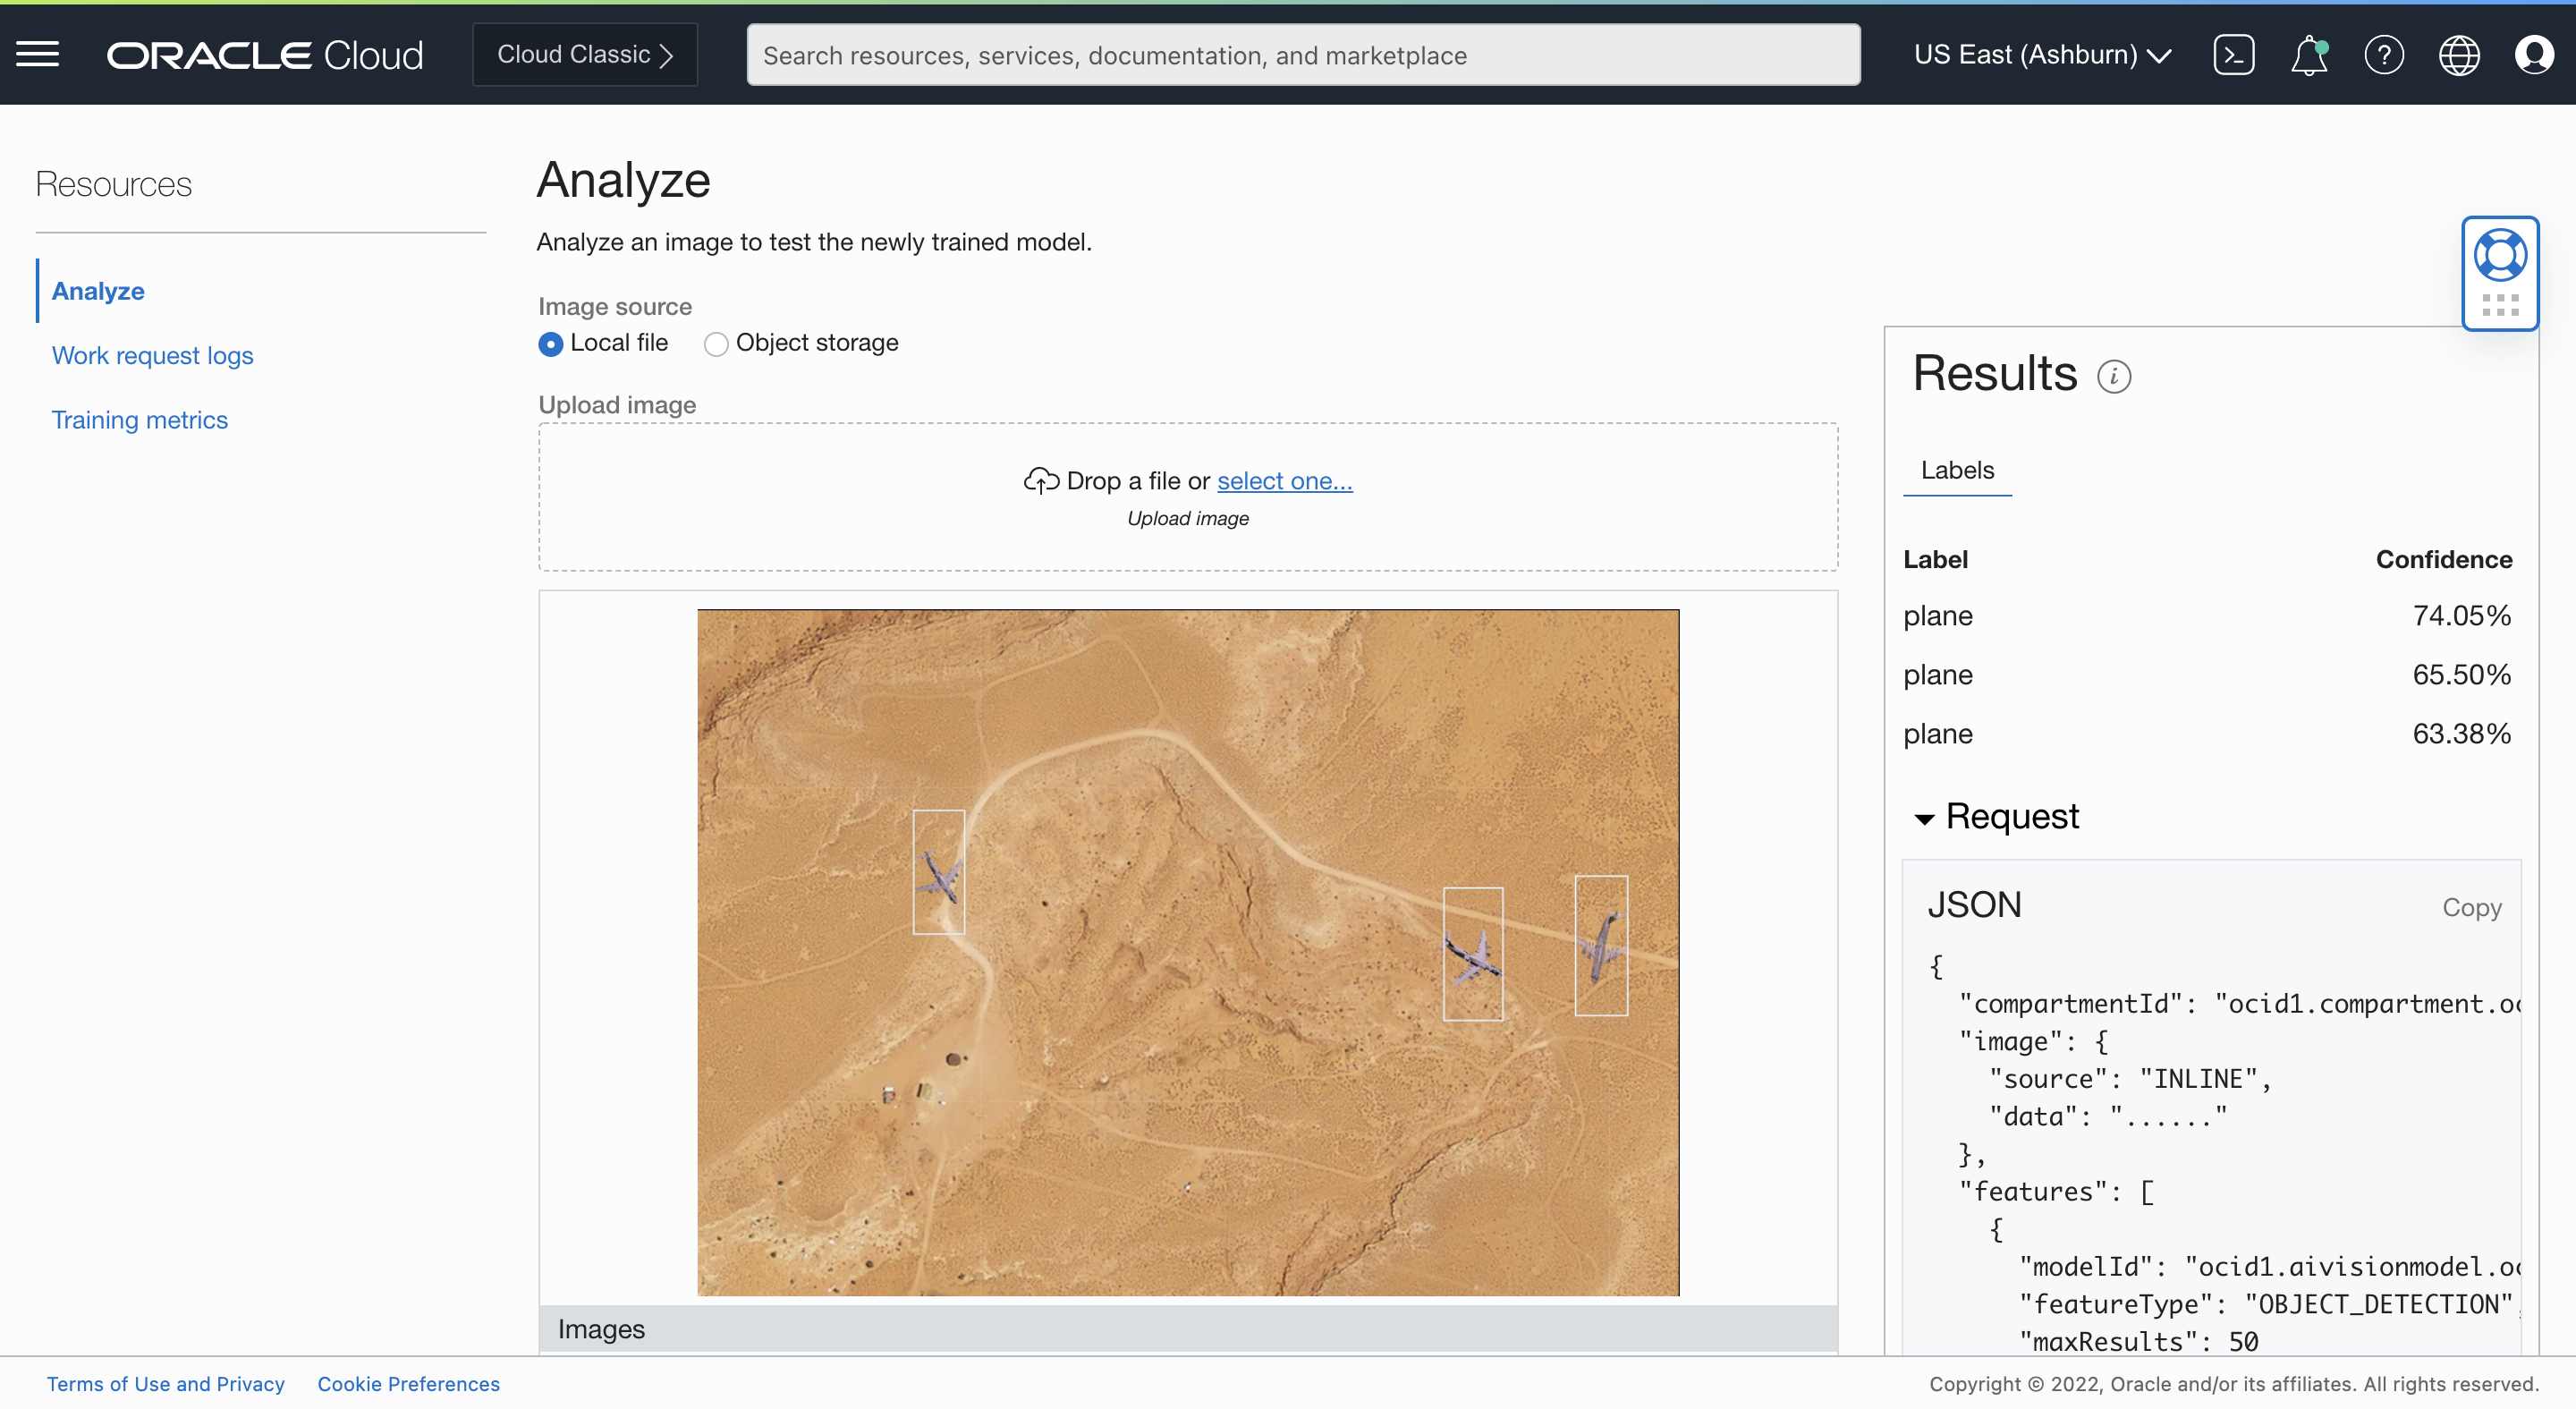 ORACLE Cloud
Cloud Classic
Search resources, services, documentation, and marketplace
US East (Ashburn)
Resources
Analyze
Work request logs
Training metrics
Analyze
Analyze an image to test the newly trained model.
Image source
Local file
Object storage
Upload image
Drop a file or select one...
Upload image
Images
Results
Labels
Label Confidence
plane 74.05%
plane 65.50%
plane 63.38%
Request
JSON
Copy
{
"compartmentId": "ocid1.compartment.oc
"image": {
"source": "INLINE",
"data": "......"
},
"features": [
{
"modelId": "ocid1.aivisionmodel.oc
"featureType": "OBJECT_DETECTION",
"maxResults": 50
Terms of Use and Privacy
Cookie Preferences
Copyright © 2022, Oracle and/or its affiliates. All rights reserved.